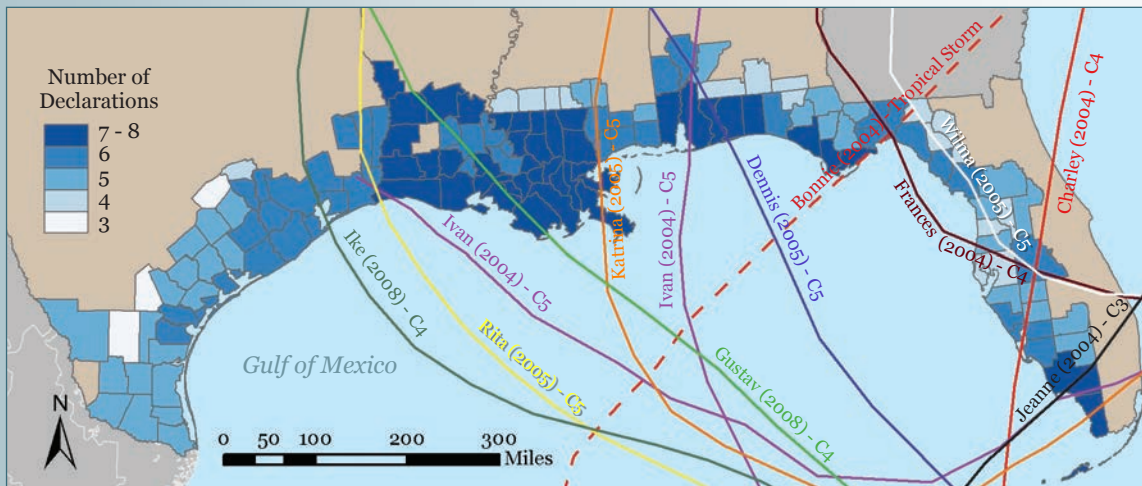 Number of
Declarations
7 - 8
6
5
4
3
Ike (2008) - C4
Rita (2005) - C5
Ivan (2004) - C5
Gustav (2008) - C4
Katrina (2005) - C5
Ivan (2004) - C5
Dennis (2005) - C5
Bonnie (2004) - Tropical Storm
Frances (2004) - C4
Wilma (2005) C5
Charley (2004) - C4
Jeanne (2004) - C3
Gulf of Mexico
N
0 50 100 200 300
Miles